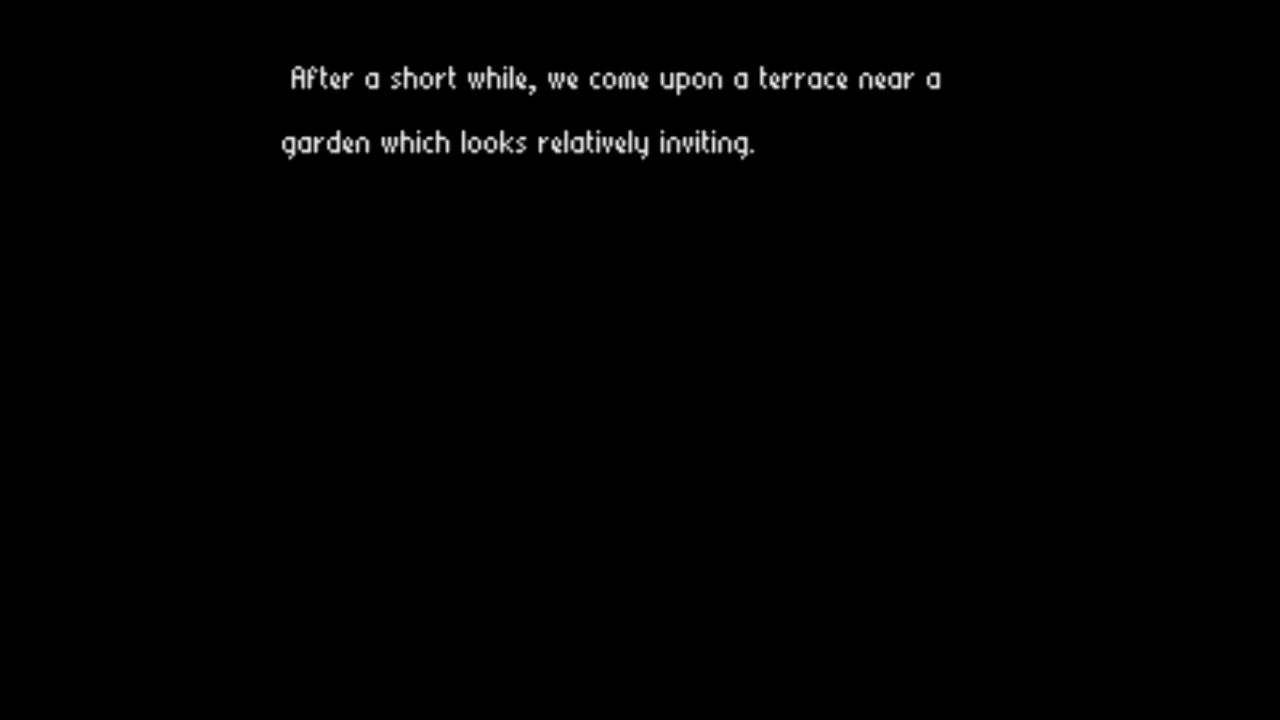 After a short while, we come upon a terrace near a
garden which looks relatively inviting.